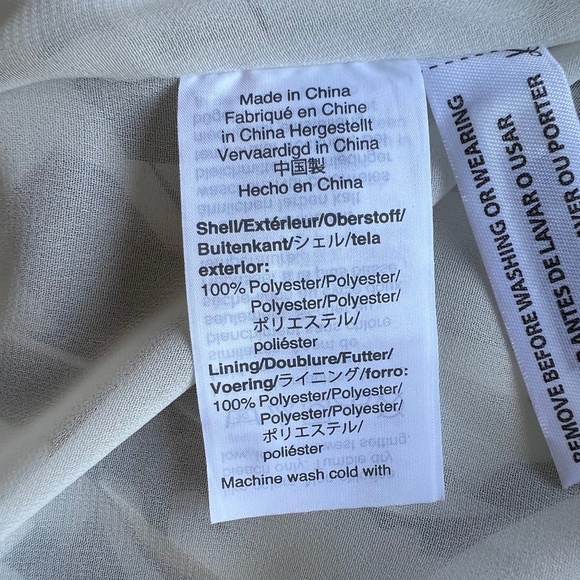 Made in China
Fabriqué en Chine
in China Hergestellt
Vervaardigd in China
中国製
Hecho en China
Shell/Extérieur/Oberstoff/
Buitenkant/シェル/tela
exterior:
100% Polyester/Polyester/
Polyester/Polyester/
ポリエステル/
poliéster
Lining/Doublure/Futter/
Voering/ライニング/forro:
100% Polyester/Polyester/
Polyester/Polyester/
ポリエステル/
poliéster
Machine wash cold with
REMOVE BEFORE WASHING OR WEARING
ANTES DE LAVAR O USAR
OU PORTER